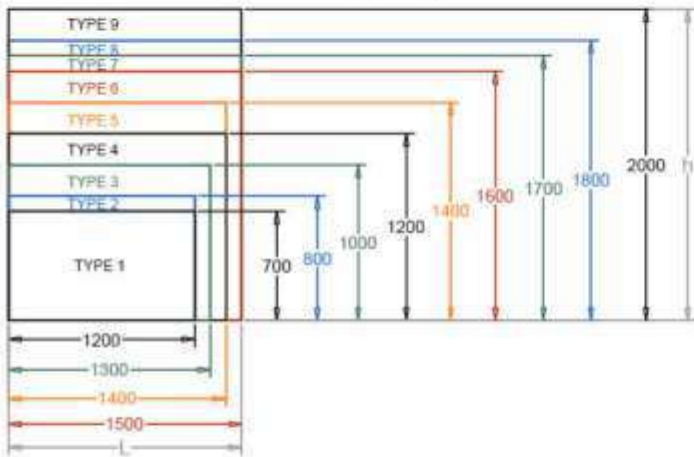 TYPE 9
TYPE 8
TYPE 7
TYPE 6
TYPE 5
TYPE 4
TYPE 3
TYPE 2
TYPE 1
700
800
1000
1200
1400
1600
1700
1800
2000
h
1200
1300
1400
1500
L